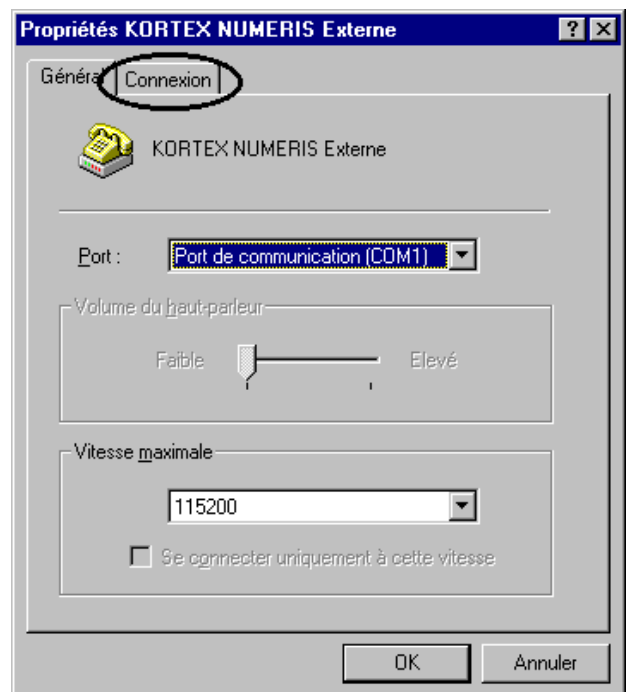 Propriétés KORTEX NUMERIS Externe
Général Connexion
KORTEX NUMERIS Externe
Port : Port de communication (COM1)
Volume du haut-parleur
Faible Elevé
Vitesse maximale
115200
Se connecter uniquement à cette vitesse
OK Annuler